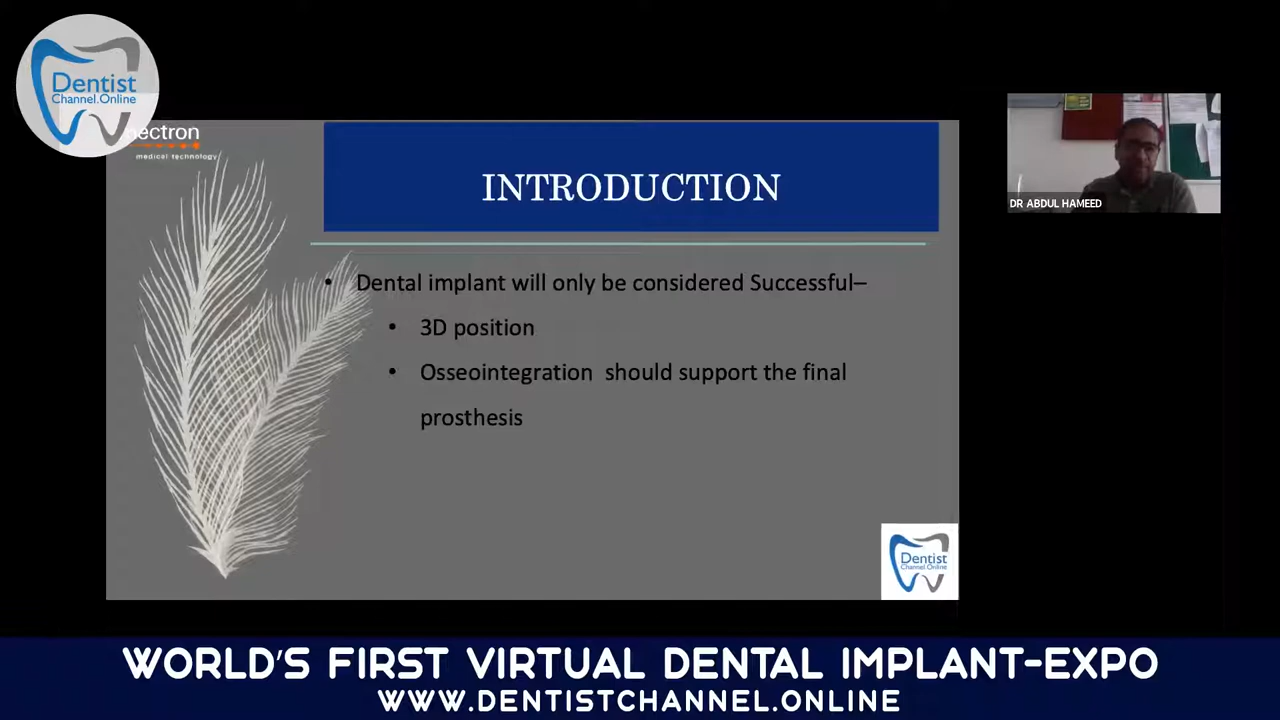 Dentist
Channel.Online
medical technology
INTRODUCTION
DR ABDUL HAMEED
• Dental implant will only be considered Successful–
• 3D position
• Osseointegration should support the final
prosthesis
Dentist
Channel.Online
WORLD'S FIRST VIRTUAL DENTAL IMPLANT-EXPO
WWW.DENTISTCHANNEL.ONLINE